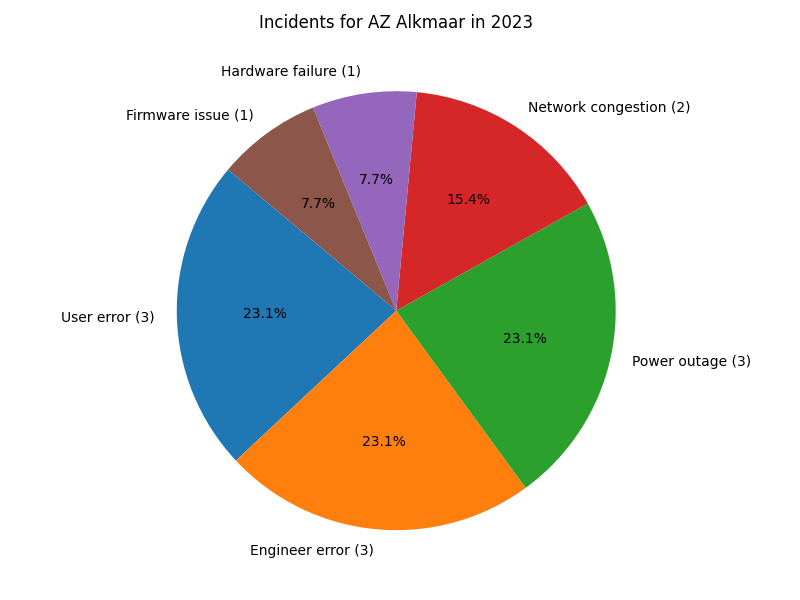 Incidents for AZ Alkmaar in 2023
Hardware failure (1)
Network congestion (2)
Firmware issue (1)
7.7%
15.4%
7.7%
User error (3)
23.1%
23.1%
Power outage (3)
23.1%
Engineer error (3)